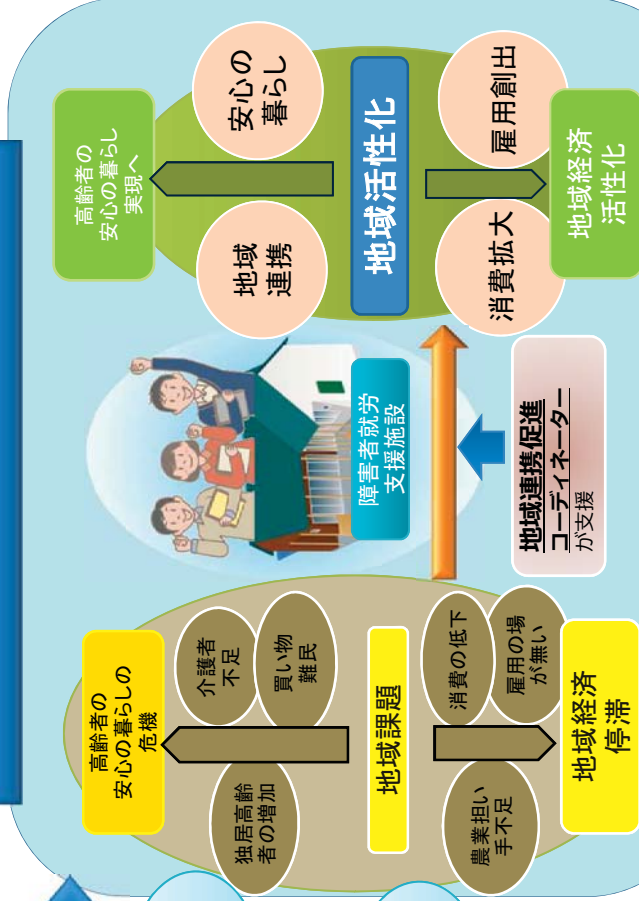 高齢者の
安心の暮らしの
危機
介護者
不足
買い物
難民
独居高齢
者の増加
地域課題
消費の低下
雇用の場
が無い
農業担い
手不足
地域経済
停滞
障害者就労
支援施設
地域連携促進
コーディネーター
が支援
高齢者の
安心の暮らし
実現へ
地域
連携
安心の
暮らし
地域活性化
消費拡大
雇用創出
地域経済
活性化